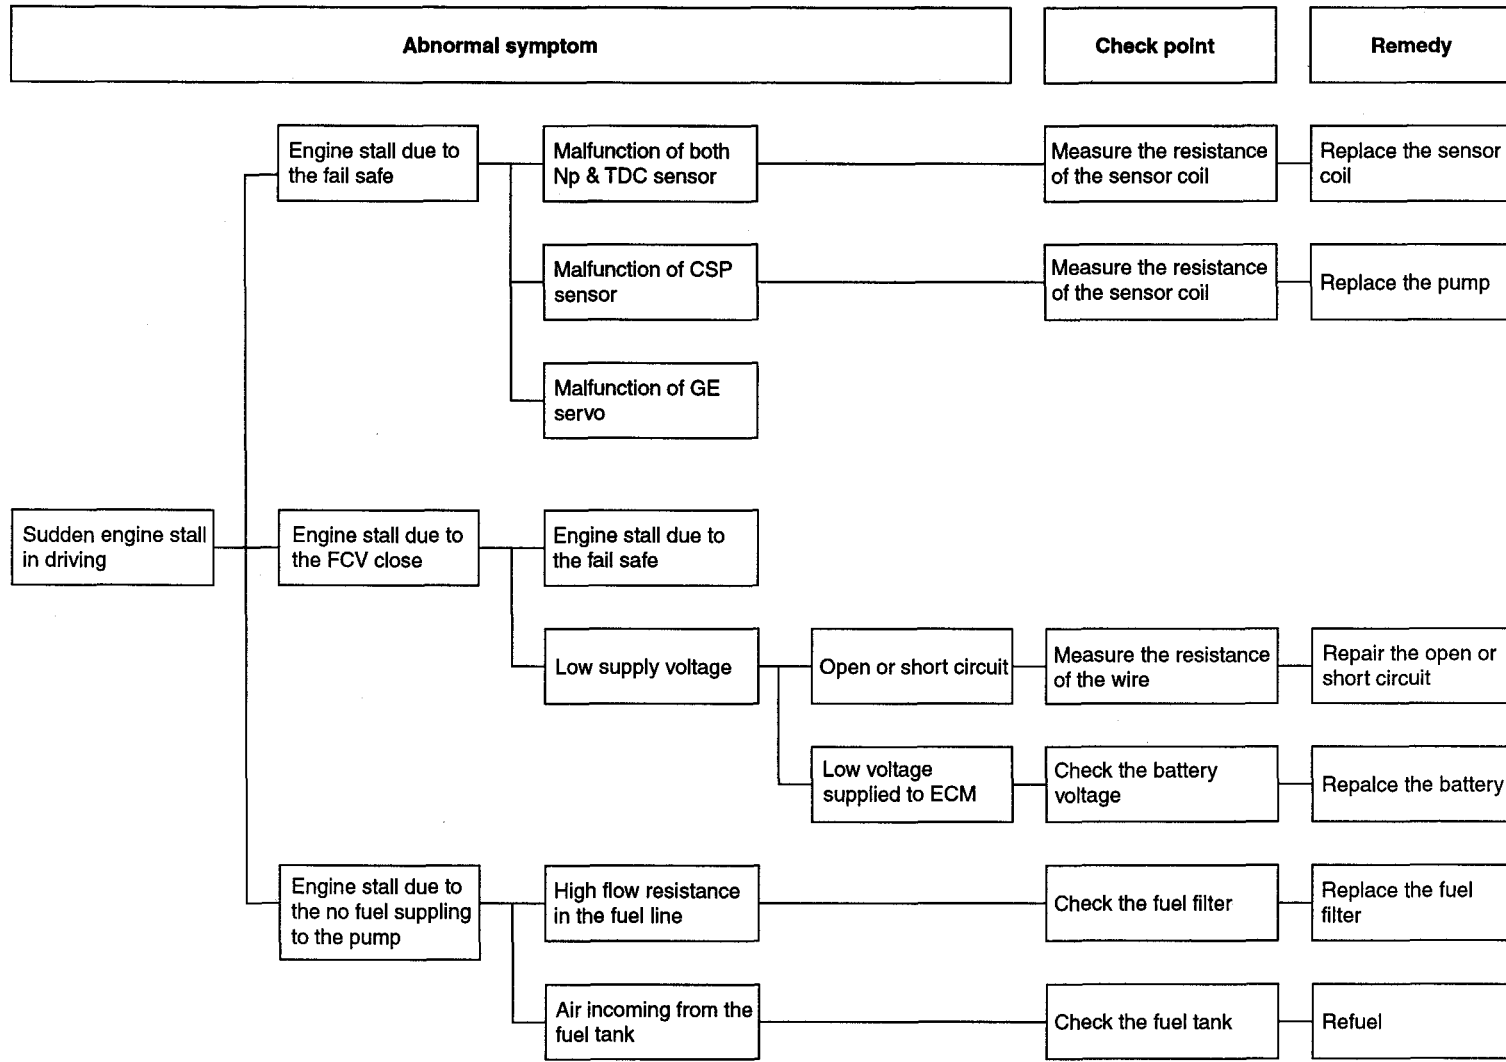 Abnormal symptom
Check point
Remedy
Engine stall due to
the fail safe
Malfunction of both
Np & TDC sensor
Measure the resistance
of the sensor coil
Replace the sensor
coil
Malfunction of CSP
sensor
Measure the resistance
of the sensor coil
Replace the pump
Malfunction of GE
servo
Sudden engine stall
in driving
Engine stall due to
the FCV close
Engine stall due to
the fail safe
Low supply voltage
Open or short circuit
Measure the resistance
of the wire
Repair the open or
short circuit
Low voltage
supplied to ECM
Check the battery
voltage
Repalce the battery
Engine stall due to
the no fuel suppling
to the pump
High flow resistance
in the fuel line
Check the fuel filter
Replace the fuel
filter
Air incoming from the
fuel tank
Check the fuel tank
Refuel